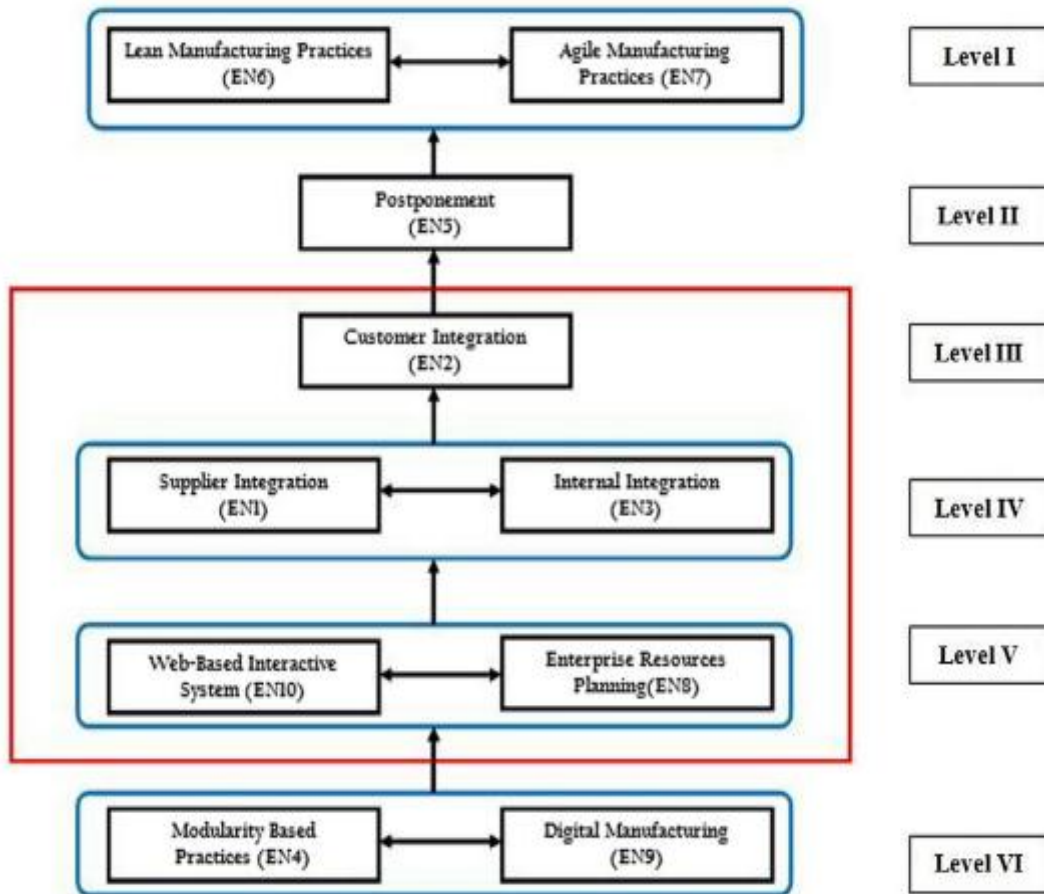 Lean Manufacturing Practices
(EN6)
Agile Manufacturing
Practices (EN7)
Level I
Postponement
(EN5)
Level II
Customer Integration
(EN2)
Level III
Supplier Integration
(EN1)
Internal Integration
(EN3)
Level IV
Web-Based Interactive
System (EN10)
Enterprise Resources
Planning(EN8)
Level V
Modularity Based
Practices (EN4)
Digital Manufacturing
(EN9)
Level VI